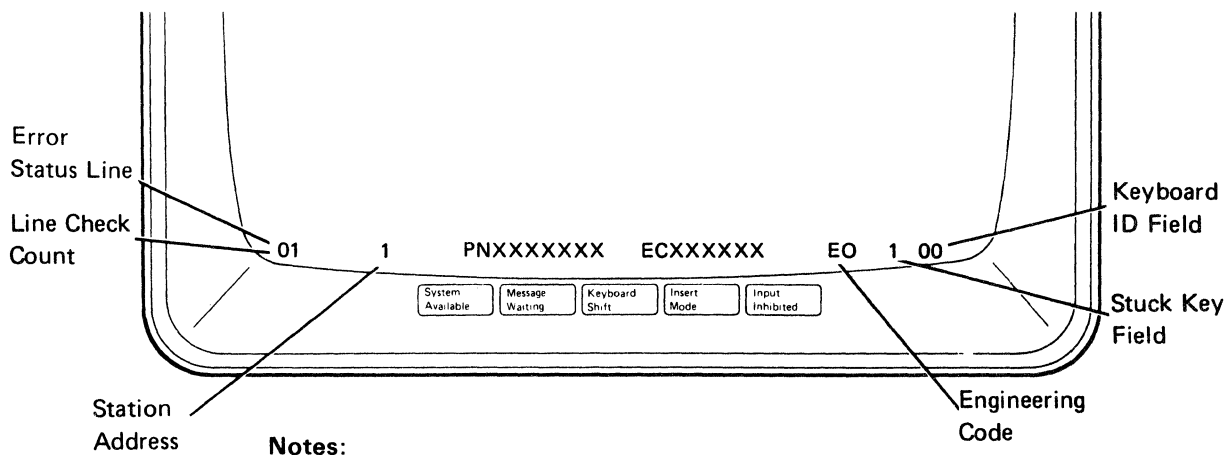 Error
Status Line
Line Check
Count
Keyboard
ID Field
01 1 PNXXXXXXX ECXXXXXX EO 1 00
System
Available
Message
Waiting
Keyboard
Shift
Insert
Mode
Input
Inhibited
Stuck Key
Field
Station
Address
Engineering
Code
Notes: